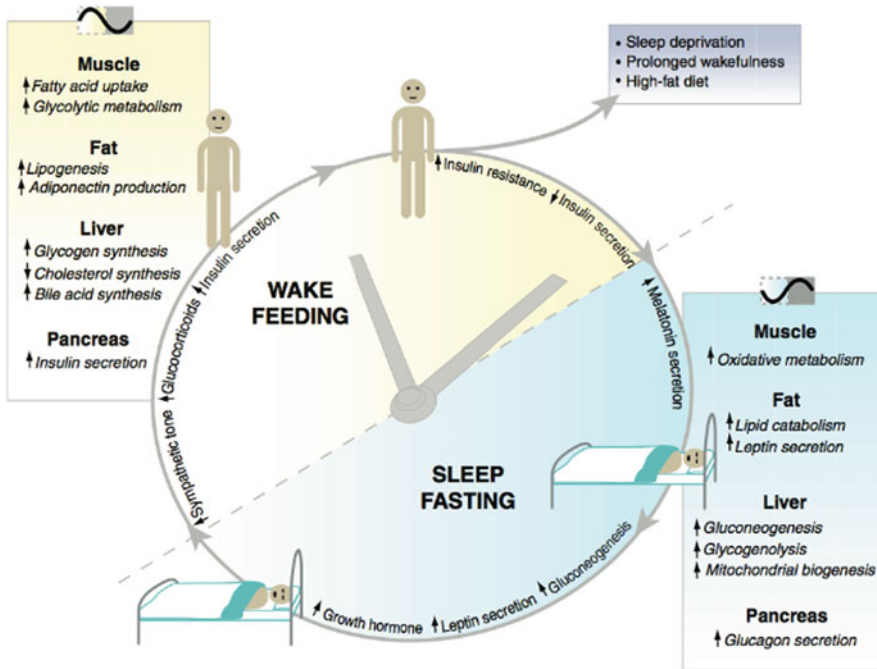 Muscle
↑Fatty acid uptake
↑Glycolytic metabolism
Fat
↑Lipogenesis
↑Adiponectin production
Liver
↑Glycogen synthesis
↓Cholesterol synthesis
↑Bile acid synthesis
Pancreas
↑Insulin secretion
• Sleep deprivation
• Prolonged wakefulness
• High-fat diet
WAKE
FEEDING
SLEEP
FASTING
↑Sympathetic tone ↑Glucocorticoids ↑Insulin secretion
↑Insulin resistance ↓Insulin secretion
↑Melatonin secretion
↑Gluconeogenesis
↑Leptin secretion
↑Growth hormone
Muscle
↑Oxidative metabolism
Fat
↑Lipid catabolism
↑Leptin secretion
Liver
↑Gluconeogenesis
↑Glycogenolysis
↑Mitochondrial biogenesis
Pancreas
↑Glucagon secretion